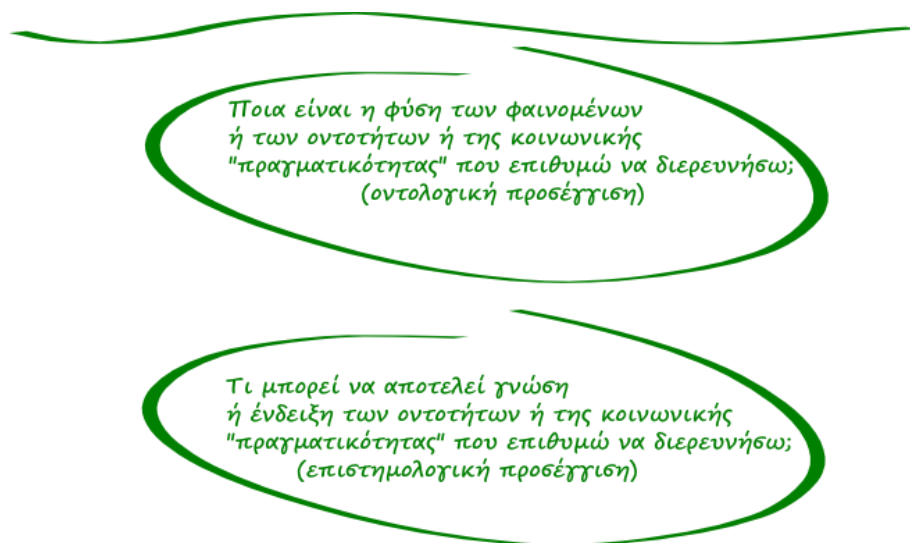 Ποια είναι η φύση των φαινομένων
ή των οντοτήτων ή της κοινωνικής
"πραγματικότητας" που επιθυμώ να διερευνήσω;
(οντολογική προσέγγιση)
Τι μπορεί να αποτελεί γνώση
ή ένδειξη των οντοτήτων ή της κοινωνικής
"πραγματικότητας" που επιθυμώ να διερευνήσω;
(επιστημολογική προσέγγιση)